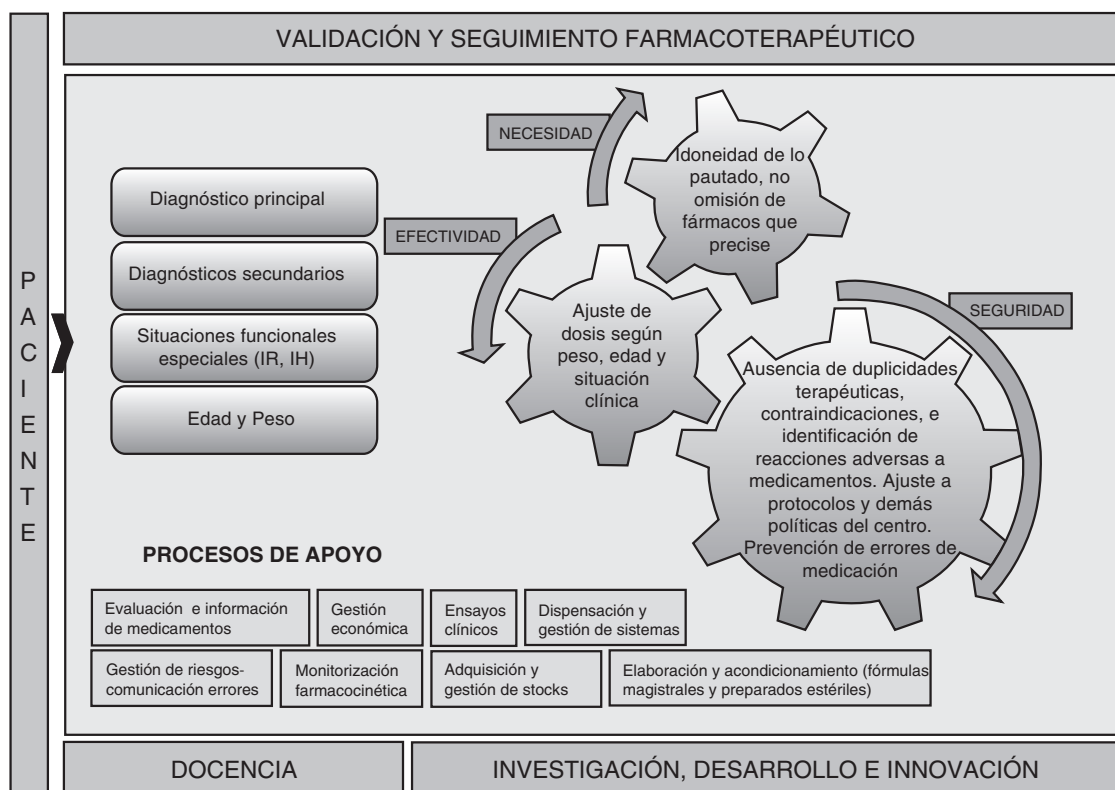 VALIDACIÓN Y SEGUIMIENTO FARMACOTERAPÉUTICO
PACIENTE
NECESIDAD
Idoneidad de lo
pautado, no
omisión de
fármacos que
precise
Diagnóstico principal
EFECTIVIDAD
Diagnósticos secundarios
Situaciones funcionales
especiales (IR, IH)
Edad y Peso
Ajuste de
dosis según
peso, edad y
situación
clínica
SEGURIDAD
Ausencia de duplicidades
terapéuticas,
contraindicaciones, e
identificación de
reacciones adversas a
medicamentos. Ajuste a
protocolos y demás
políticas del centro.
Prevención de errores de
medicación
PROCESOS DE APOYO
Evaluación e información
de medicamentos
Gestión
económica
Ensayos
clínicos
Dispensación y
gestión de sistemas
Gestión de riesgos-
comunicación errores
Monitorización
farmacocinética
Adquisición y
gestión de stocks
Elaboración y acondicionamiento (fórmulas
magistrales y preparados estériles)
DOCENCIA
INVESTIGACIÓN, DESARROLLO E INNOVACIÓN